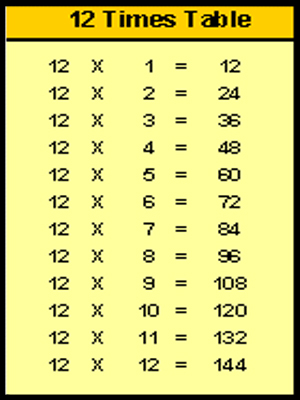 12 Times Table
12 X 1 = 12
12 X 2 = 24
12 X 3 = 36
12 X 4 = 48
12 X 5 = 60
12 X 6 = 72
12 X 7 = 84
12 X 8 = 96
12 X 9 = 108
12 X 10 = 120
12 X 11 = 132
12 X 12 = 144